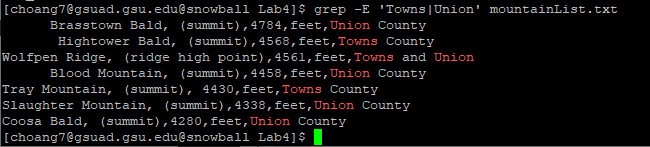 [choang7@gsuad.gsu.edu@snowball Lab4]$ grep -E 'Towns|Union' mountainList.txt
Brasstown Bald, (summit),4784,feet,Union County
Hightower Bald, (summit),4568,feet,Towns County
Wolfpen Ridge, (ridge high point),4561,feet,Towns and Union
Blood Mountain, (summit),4458,feet,Union County
Tray Mountain, (summit), 4430,feet,Towns County
Slaughter Mountain, (summit),4338,feet,Union County
Coosa Bald, (summit),4280,feet,Union County
[choang7@gsuad.gsu.edu@snowball Lab4]$